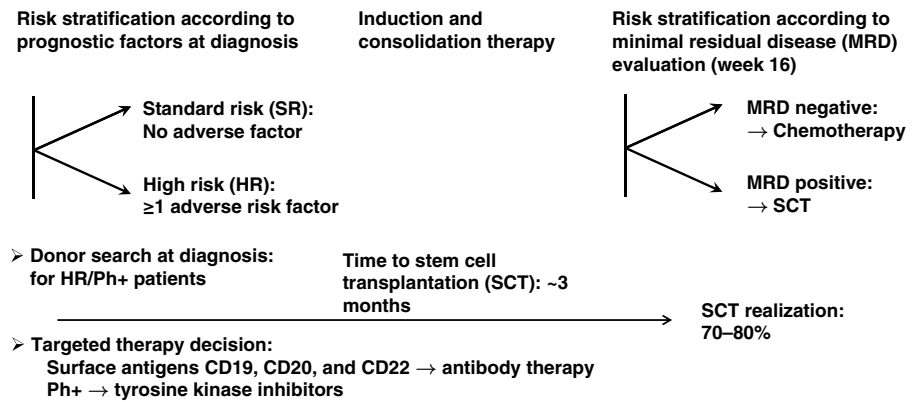 Risk stratification according to
prognostic factors at diagnosis
Induction and
consolidation therapy
Risk stratification according to
minimal residual disease (MRD)
evaluation (week 16)
Standard risk (SR):
No adverse factor
High risk (HR):
≥1 adverse risk factor
MRD negative:
→ Chemotherapy
MRD positive:
→ SCT
➢ Donor search at diagnosis:
for HR/Ph+ patients
Time to stem cell
transplantation (SCT): ~3
months
SCT realization:
70–80%
➢ Targeted therapy decision:
Surface antigens CD19, CD20, and CD22 → antibody therapy
Ph+ → tyrosine kinase inhibitors